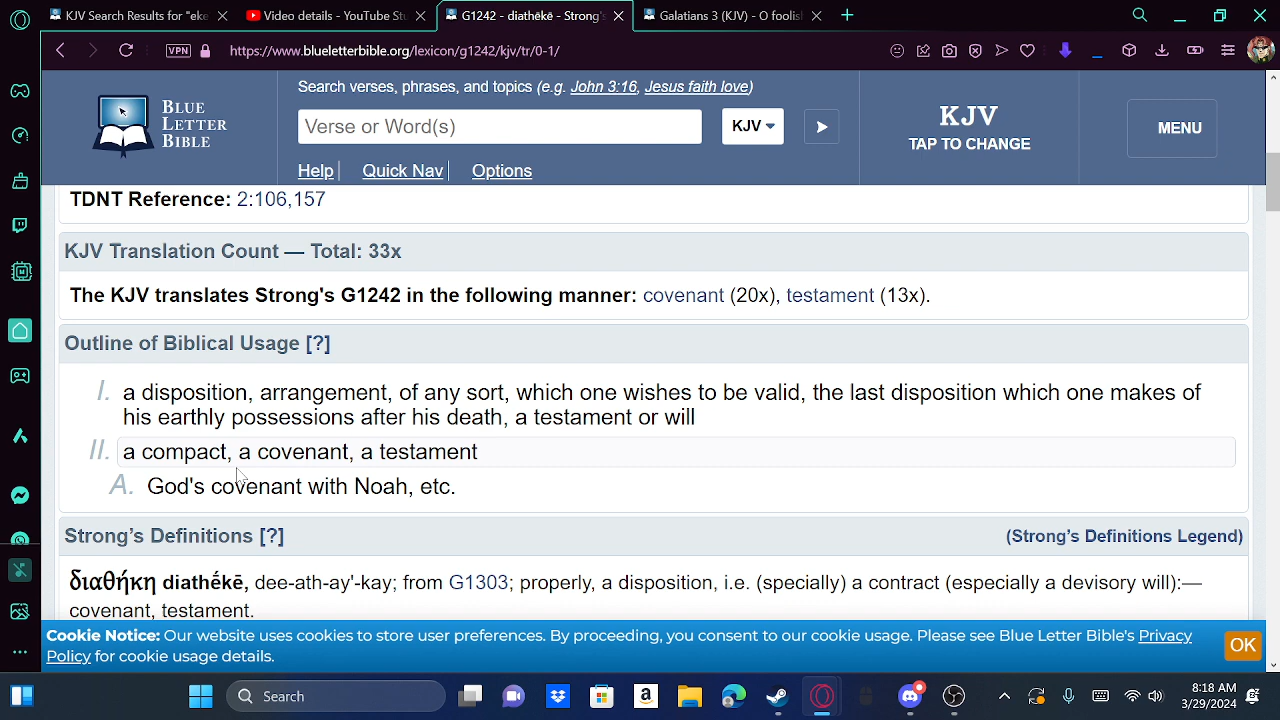 KJV Search Results for "eke
Video details - YouTube Stu
G1242 - diathēkē - Strong's
Galatians 3 (KJV) - O foolish
VPN
https://www.blueletterbible.org/lexicon/g1242/kjv/tr/0-1/
BLUE
LETTER
BIBLE
Search verses, phrases, and topics (e.g. John 3:16, Jesus faith love)
Verse or Word(s)
KJV
Help
Quick Nav
Options
KJV
TAP TO CHANGE
MENU
TDNT Reference: 2:106,157
KJV Translation Count — Total: 33x
The KJV translates Strong's G1242 in the following manner: covenant (20x), testament (13x).
Outline of Biblical Usage [?]
I. a disposition, arrangement, of any sort, which one wishes to be valid, the last disposition which one makes of
his earthly possessions after his death, a testament or will
II. a compact, a covenant, a testament
A. God's covenant with Noah, etc.
Strong's Definitions [?]
(Strong's Definitions Legend)
διαθήκη diathḗkē, dee-ath-ay'-kay; from G1303; properly, a disposition, i.e. (specially) a contract (especially a devisory will):—
covenant, testament.
Cookie Notice: Our website uses cookies to store user preferences. By proceeding, you consent to our cookie usage. Please see Blue Letter Bible's Privacy
Policy for cookie usage details.
OK
Search
8:18 AM
3/29/2024